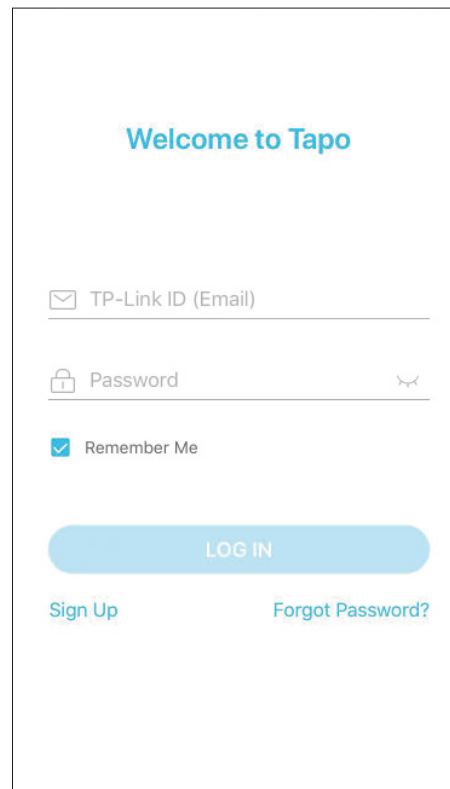 Welcome to Tapo
TP-Link ID (Email)
Password
Remember Me
LOG IN
Sign Up
Forgot Password?